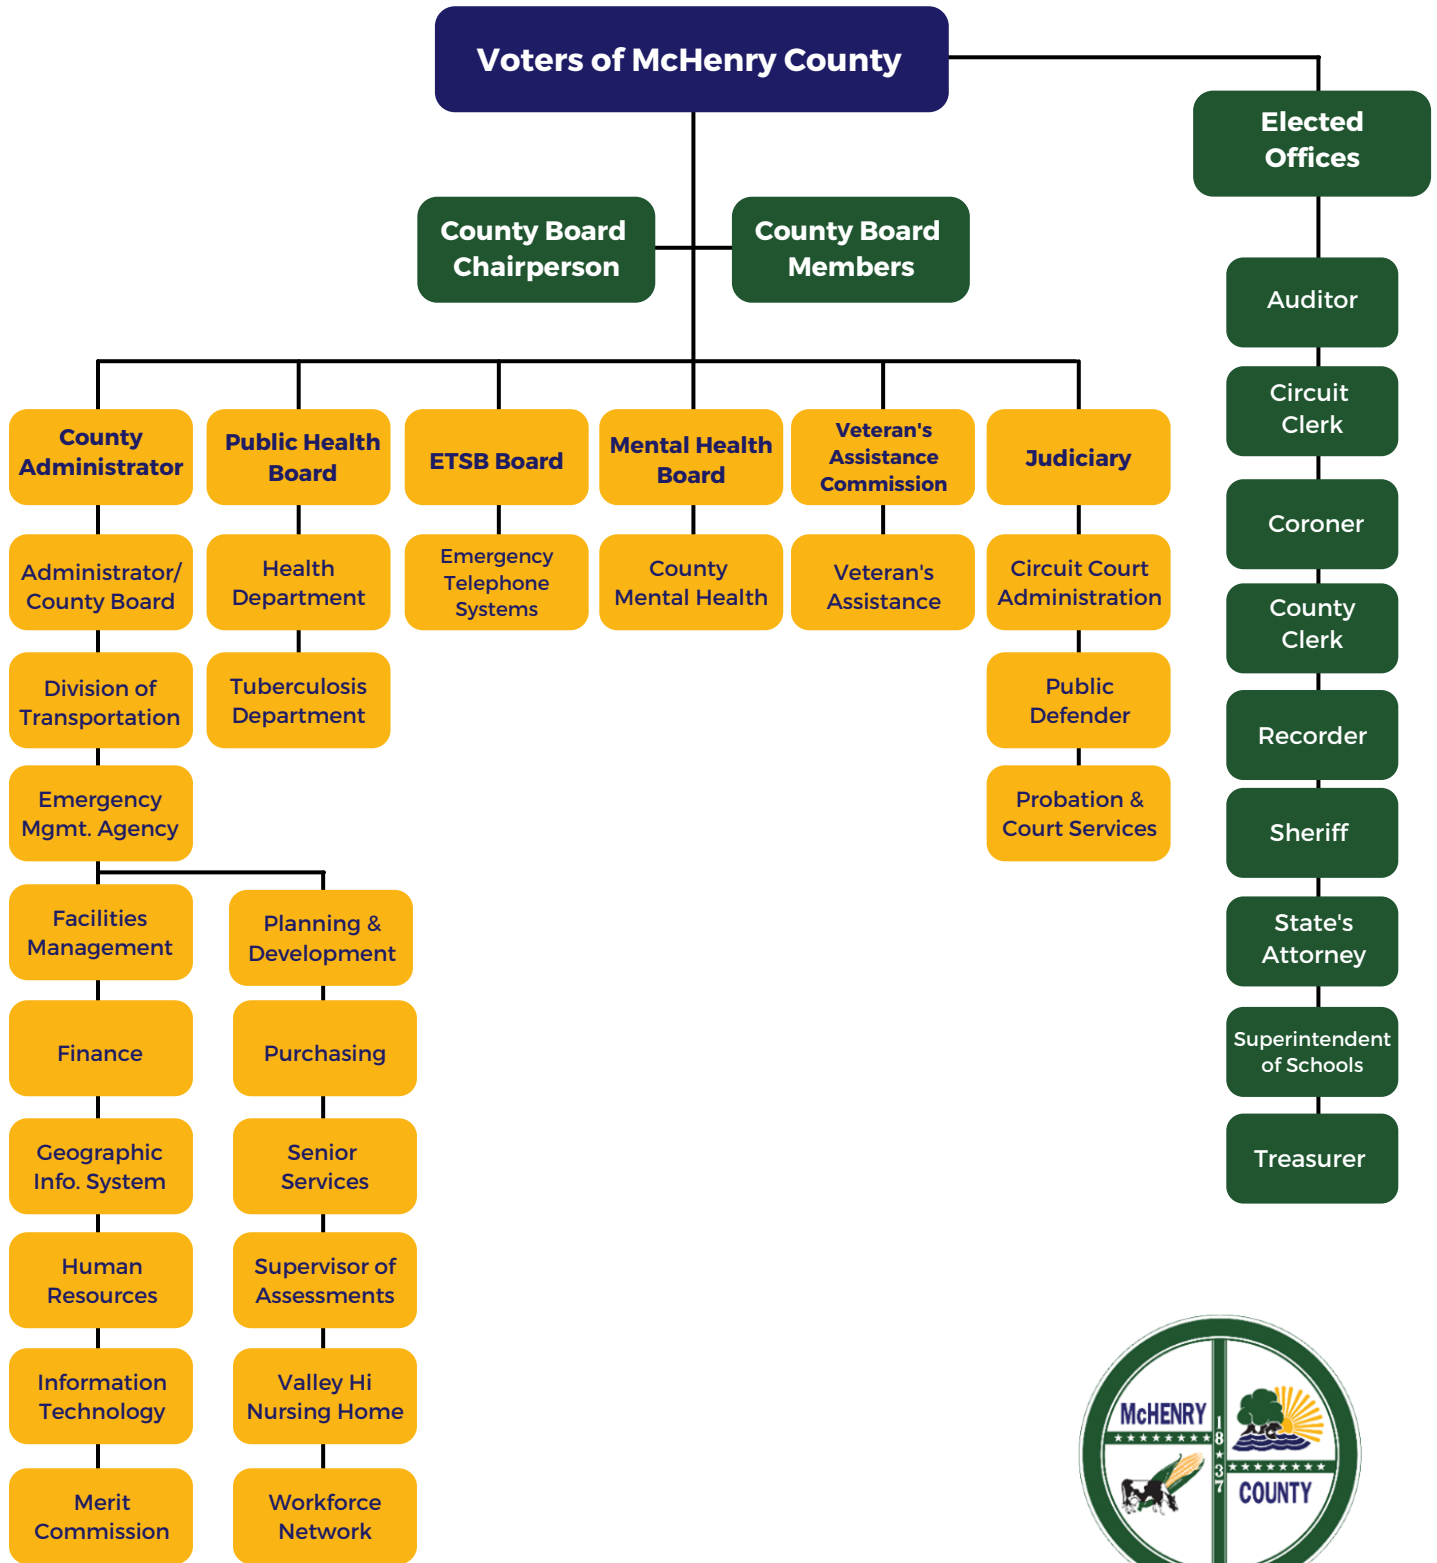 Voters of McHenry County
Elected
Offices
County Board
Chairperson
County Board
Members
County
Administrator
Public Health
Board
ETSB Board
Mental Health
Board
Veteran's
Assistance
Commission
Judiciary
Administrator/
County Board
Health
Department
Emergency
Telephone
Systems
County
Mental Health
Veteran's
Assistance
Circuit Court
Administration
Division of
Transportation
Tuberculosis
Department
Public
Defender
Emergency
Mgmt. Agency
Probation &
Court Services
Facilities
Management
Planning &
Development
Finance
Purchasing
Geographic
Info. System
Senior
Services
Human
Resources
Supervisor of
Assessments
Information
Technology
Valley Hi
Nursing Home
Merit
Commission
Workforce
Network
Auditor
Circuit
Clerk
Coroner
County
Clerk
Recorder
Sheriff
State's
Attorney
Superintendent
of Schools
Treasurer
McHENRY
1837
COUNTY